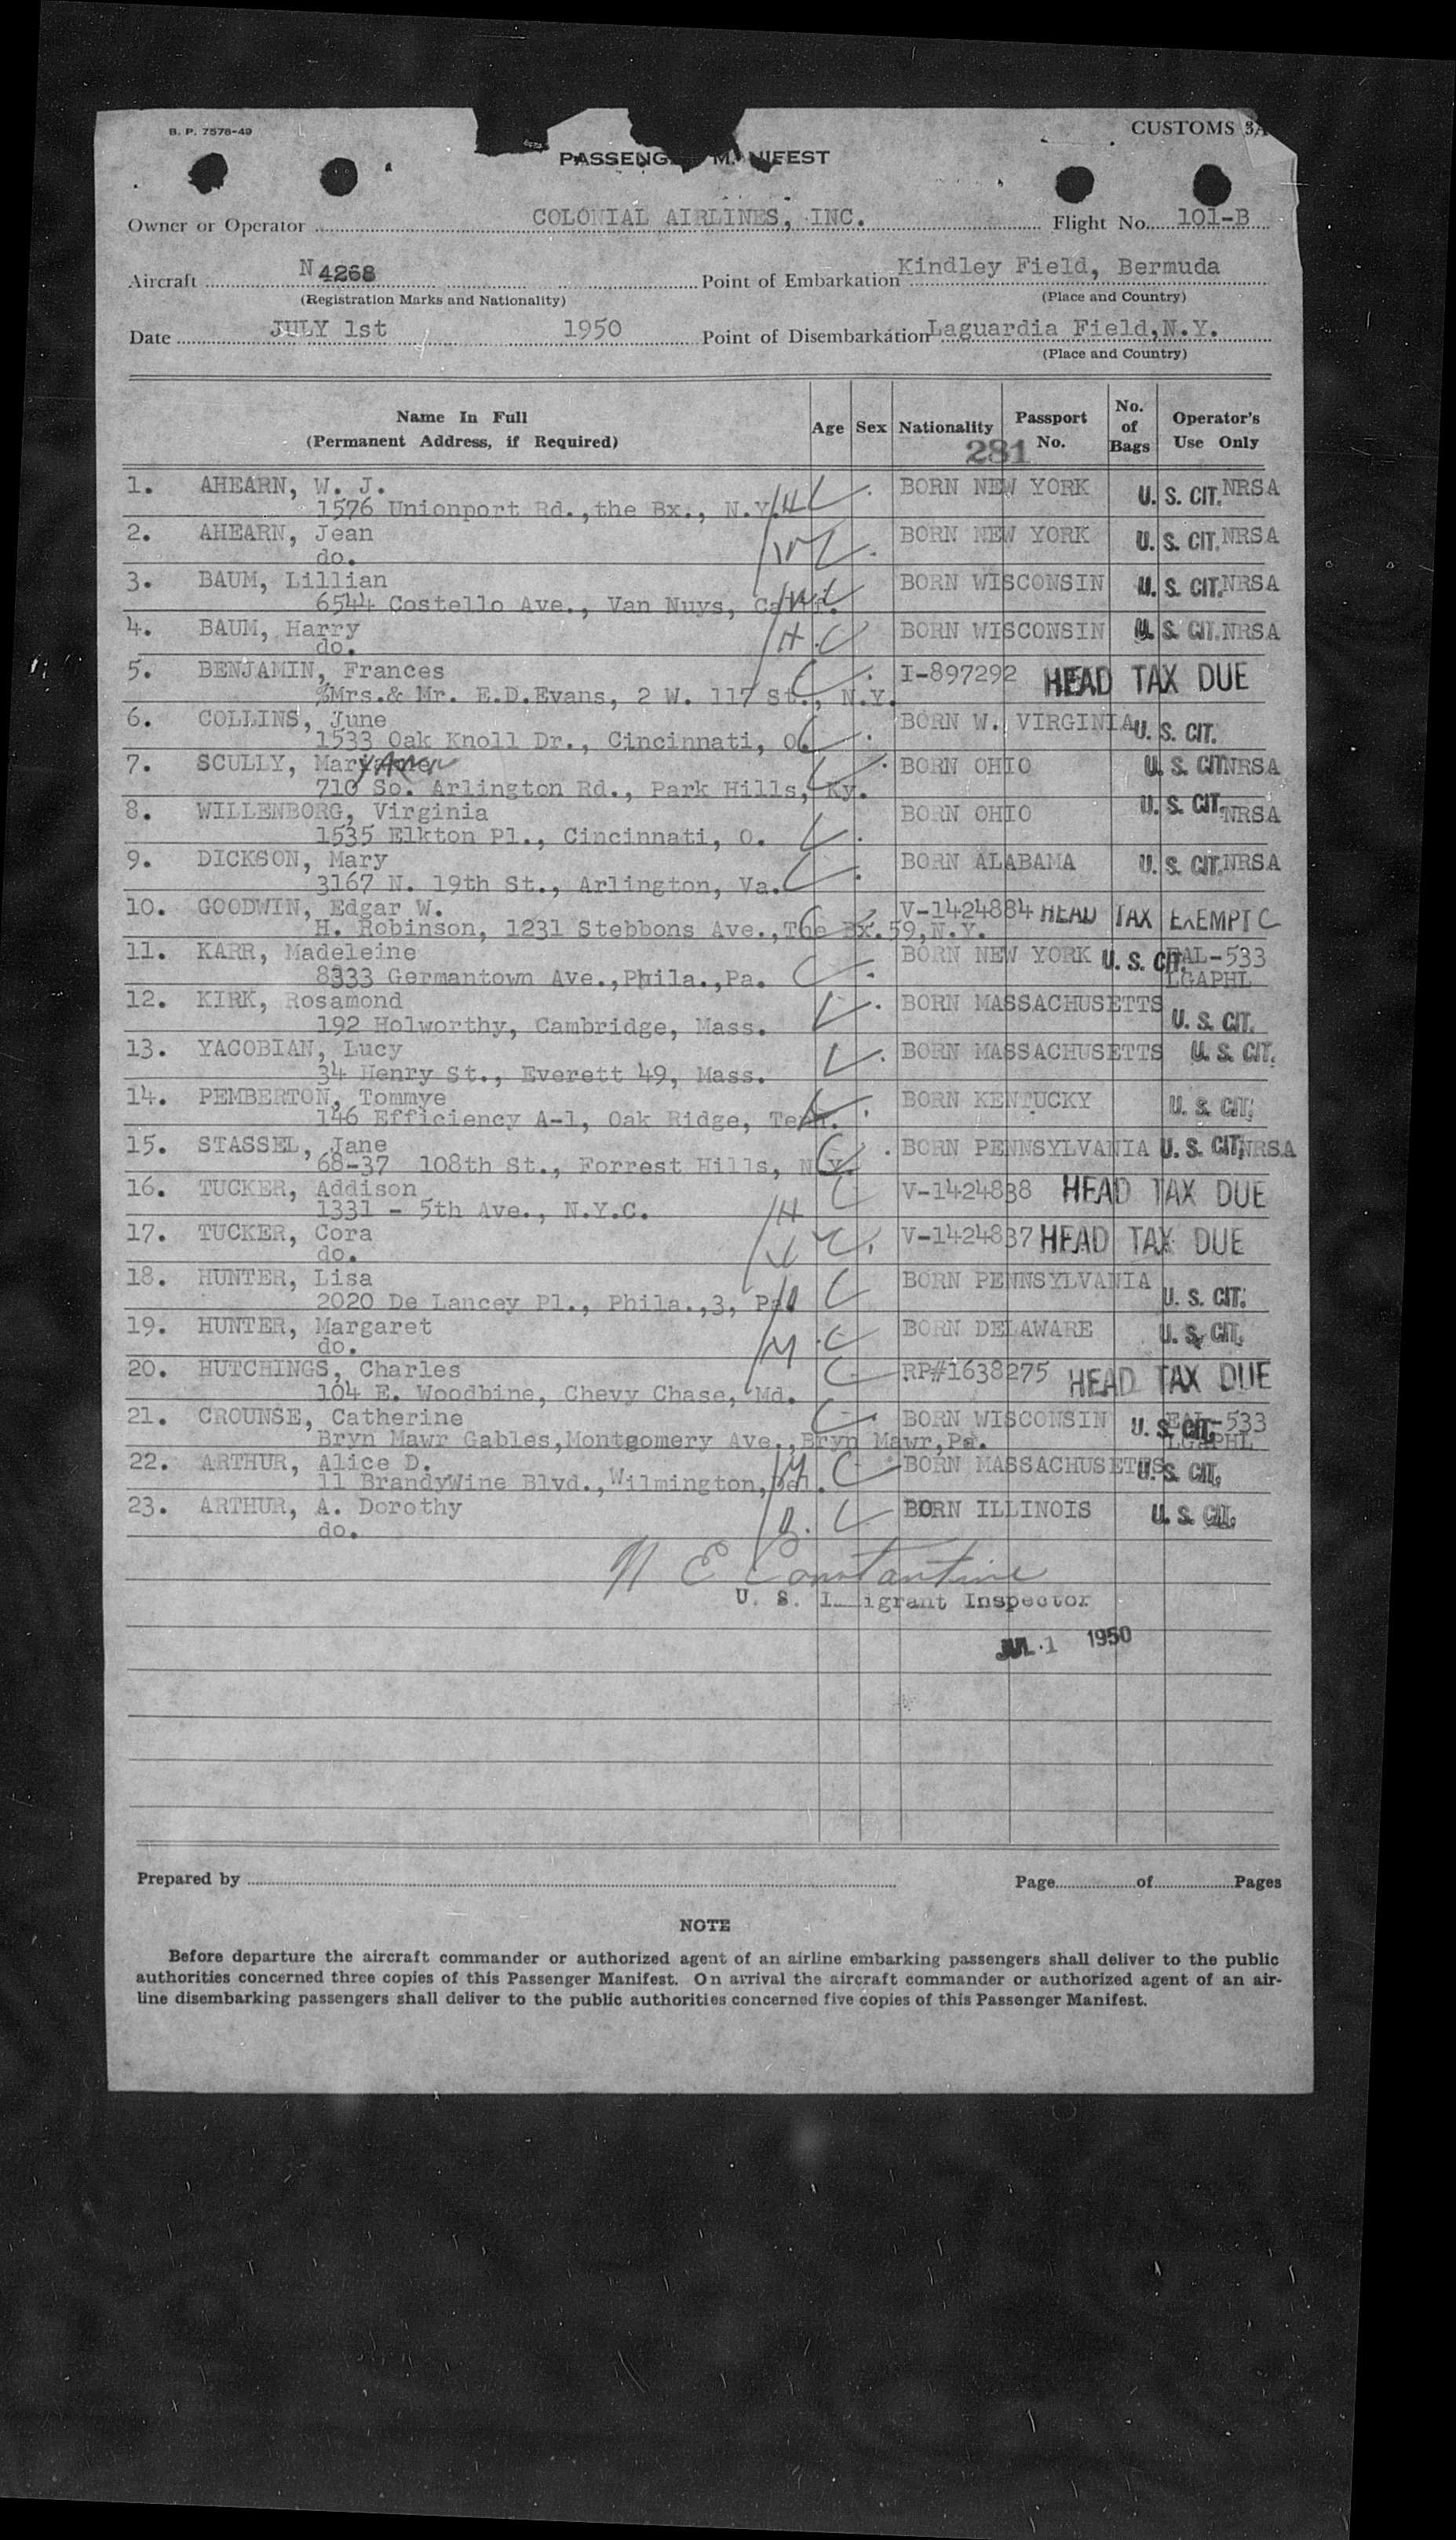 B. P. 7578-49
CUSTOMS 3A
PASSENGER MANIFEST
Owner or Operator COLONIAL AIRLINES, INC. Flight No. 101-B
Aircraft N 4268 Point of Embarkation Kindley Field, Bermuda
(Registration Marks and Nationality) (Place and Country)
Date JULY 1st 1950 Point of Disembarkation Laguardia Field,N.Y.
(Place and Country)
Name In Full (Permanent Address, if Required) Age Sex Nationality Passport No. No. of Bags Operator's Use Only
281
1. AHEARN, W. J. BORN NEW YORK U. S. CIT. NRSA
1576 Unionport Rd.,the Bx., N.Y. H
2. AHEARN, Jean BORN NEW YORK U. S. CIT. NRSA
do. W
3. BAUM, Lillian BORN WISCONSIN U. S. CIT. NRSA
6544 Costello Ave., Van Nuys, Calif. W
4. BAUM, Harry BORN WISCONSIN U. S. CIT. NRSA
do. H
5. BENJAMIN, Frances I-897292 HEAD TAX DUE
%Mrs.& Mr. E.D.Evans, 2 W. 117 St., N.Y.
6. COLLINS, June BORN W. VIRGINIA U. S. CIT.
1533 Oak Knoll Dr., Cincinnati, O.
7. SCULLY, Mary BORN OHIO U. S. CIT. NRSA
710 So. Arlington Rd., Park Hills, Ky.
8. WILLENBORG, Virginia BORN OHIO U. S. CIT. NRSA
1535 Elkton Pl., Cincinnati, O.
9. DICKSON, Mary BORN ALABAMA U. S. CIT. NRSA
3167 N. 19th St., Arlington, Va.
10. GOODWIN, Edgar W. V-1424884 HEAD TAX EXEMPT C
H. Robinson, 1231 Stebbons Ave.,The Bx.59,N.Y.
11. KARR, Madeleine BORN NEW YORK U. S. CIT. EAL-533
8333 Germantown Ave.,Phila.,Pa. LGAPHL
12. KIRK, Rosamond BORN MASSACHUSETTS
192 Holworthy, Cambridge, Mass. U. S. CIT.
13. YACOBIAN, Lucy BORN MASSACHUSETTS U. S. CIT.
34 Henry St., Everett 49, Mass.
14. PEMBERTON, Tommye BORN KENTUCKY U. S. CIT.
146 Efficiency A-1, Oak Ridge, Tenn.
15. STASSEL, Jane BORN PENNSYLVANIA U. S. CIT. NRSA
68-37 108th St., Forrest Hills, N.Y.
16. TUCKER, Addison V-1424838 HEAD TAX DUE
1331 - 5th Ave., N.Y.C. H
17. TUCKER, Cora V-1424837 HEAD TAX DUE
do.
18. HUNTER, Lisa BORN PENNSYLVANIA
2020 De Lancey Pl., Phila.,3, Pa. U. S. CIT.
19. HUNTER, Margaret BORN DELAWARE U. S. CIT.
do. M
20. HUTCHINGS, Charles RP#1638275 HEAD TAX DUE
104 E. Woodbine, Chevy Chase, Md.
21. CROUNSE, Catherine BORN WISCONSIN U. S. CIT. EAL-533
Bryn Mawr Gables,Montgomery Ave.,Bryn Mawr,Pa. LGAPHL
22. ARTHUR, Alice D. BORN MASSACHUSETTS U. S. CIT.
11 BrandyWine Blvd.,Wilmington,Del. M
23. ARTHUR, A. Dorothy BORN ILLINOIS U. S. CIT.
do. D.
N E Constantine
U. S. Immigrant Inspector
JUL 1 1950
Prepared by Page of Pages
NOTE
Before departure the aircraft commander or authorized agent of an airline embarking passengers shall deliver to the public
authorities concerned three copies of this Passenger Manifest. On arrival the aircraft commander or authorized agent of an air-
line disembarking passengers shall deliver to the public authorities concerned five copies of this Passenger Manifest.